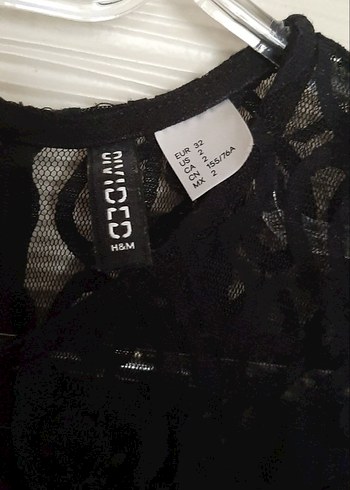 DIVIDED
H&M
EUR 32
US 2
CA 2
CN 155/76A
MX 2